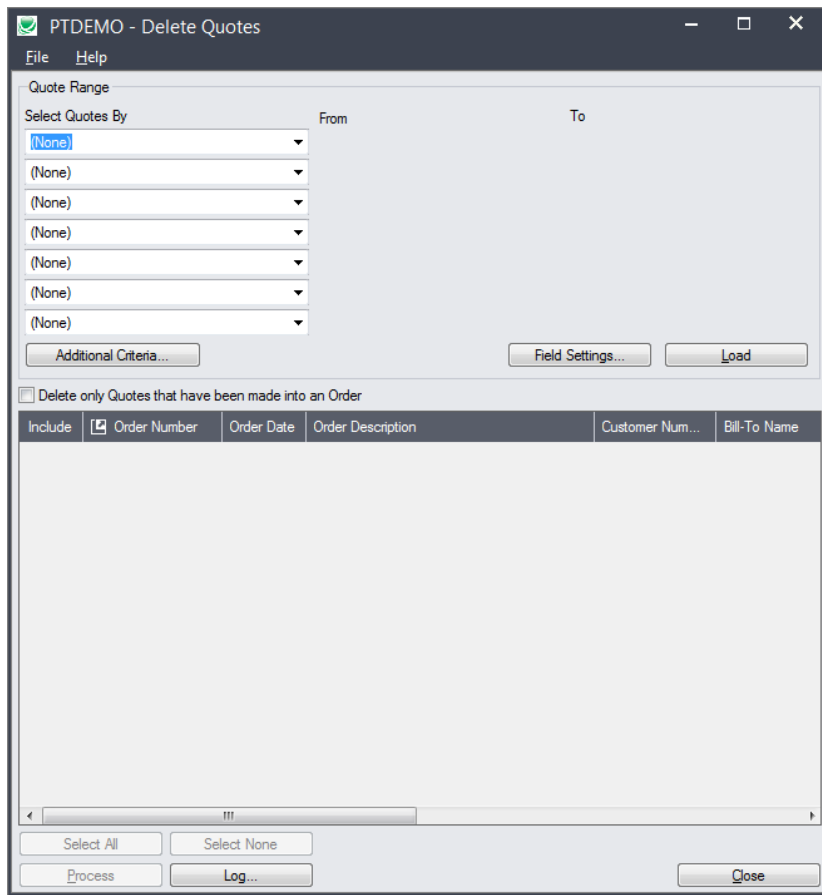 PTDEMO - Delete Quotes
File Help
Quote Range
Select Quotes By From To
(None)
(None)
(None)
(None)
(None)
(None)
(None)
Additional Criteria... Field Settings... Load
Delete only Quotes that have been made into an Order
Include Order Number Order Date Order Description Customer Num... Bill-To Name
Select All Select None
Process Log... Close